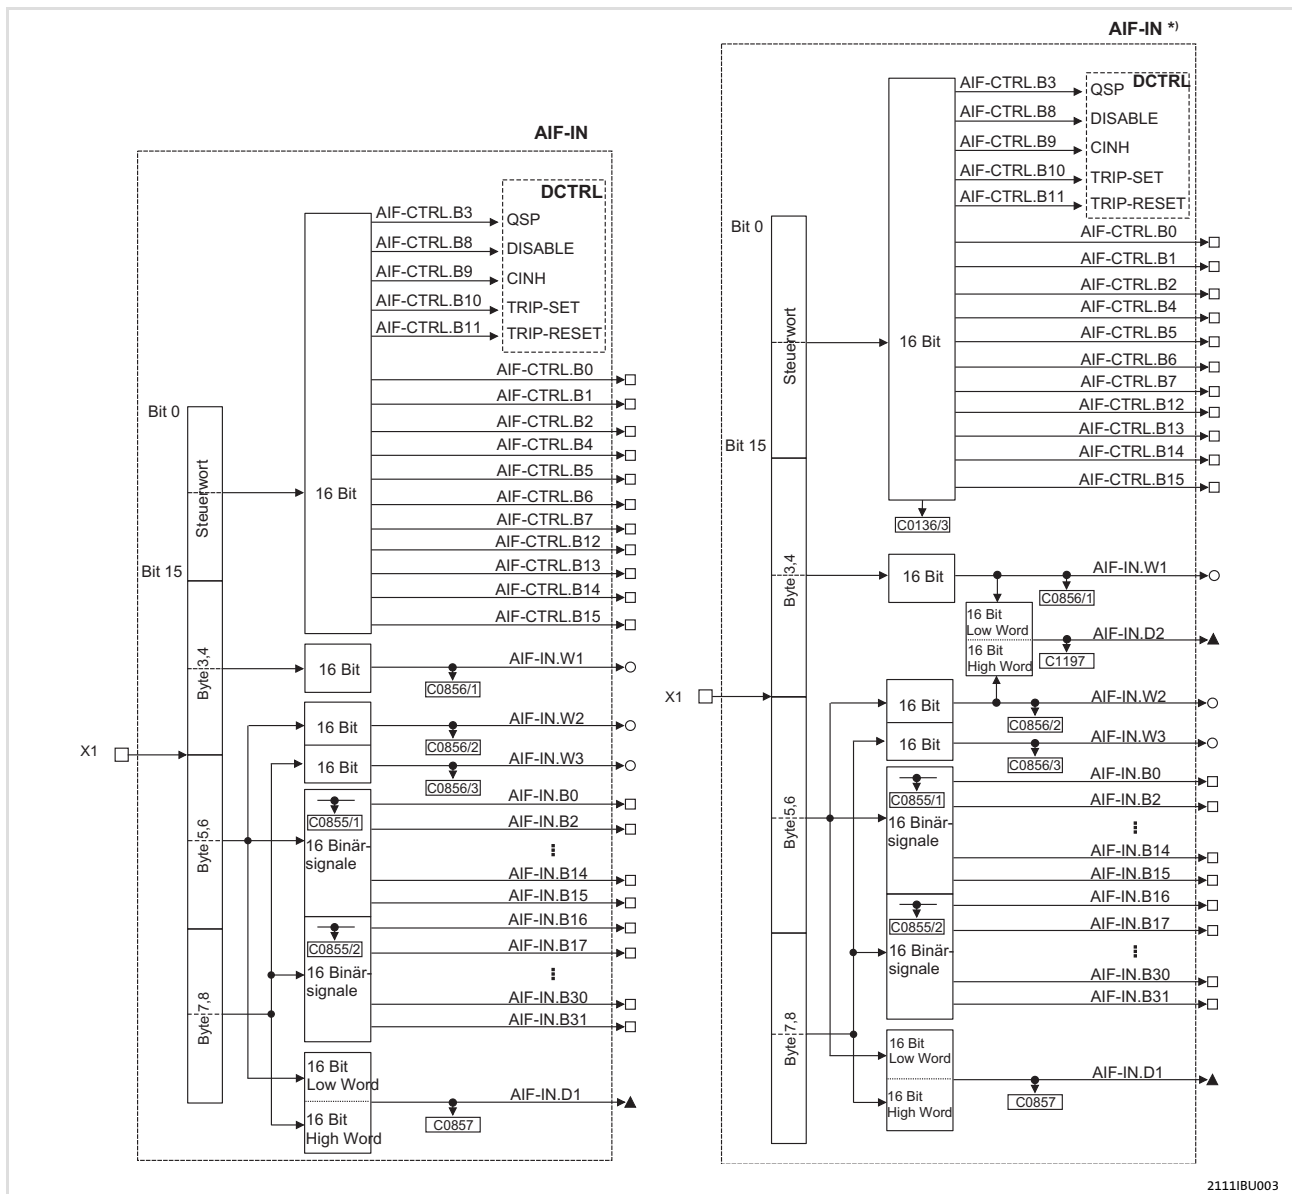 AIF-IN
DCTRL
AIF-CTRL.B3
QSP
AIF-CTRL.B8
DISABLE
AIF-CTRL.B9
CINH
AIF-CTRL.B10
TRIP-SET
AIF-CTRL.B11
TRIP-RESET
AIF-CTRL.B0
AIF-CTRL.B1
Bit 0
AIF-CTRL.B2
AIF-CTRL.B4
AIF-CTRL.B5
Steuerwort
16 Bit
AIF-CTRL.B6
AIF-CTRL.B7
AIF-CTRL.B12
Bit 15
AIF-CTRL.B13
AIF-CTRL.B14
AIF-CTRL.B15
Byte 3,4
16 Bit
AIF-IN.W1
C0856/1
16 Bit
AIF-IN.W2
C0856/2
X1
16 Bit
AIF-IN.W3
C0856/3
AIF-IN.B0
C0855/1
AIF-IN.B2
Byte 5,6
16 Binär-
signale
AIF-IN.B14
AIF-IN.B15
AIF-IN.B16
C0855/2
AIF-IN.B17
16 Binär-
signale
AIF-IN.B30
Byte 7,8
AIF-IN.B31
16 Bit
Low Word
AIF-IN.D1
C0857
16 Bit
High Word
AIF-IN *)
DCTRL
AIF-CTRL.B3
QSP
AIF-CTRL.B8
DISABLE
AIF-CTRL.B9
CINH
AIF-CTRL.B10
TRIP-SET
AIF-CTRL.B11
TRIP-RESET
Bit 0
AIF-CTRL.B0
AIF-CTRL.B1
AIF-CTRL.B2
AIF-CTRL.B4
Steuerwort
16 Bit
AIF-CTRL.B5
AIF-CTRL.B6
AIF-CTRL.B7
AIF-CTRL.B12
AIF-CTRL.B13
Bit 15
AIF-CTRL.B14
AIF-CTRL.B15
C0136/3
Byte 3,4
16 Bit
AIF-IN.W1
C0856/1
16 Bit
Low Word
AIF-IN.D2
16 Bit
High Word
C1197
X1
16 Bit
AIF-IN.W2
C0856/2
16 Bit
AIF-IN.W3
C0856/3
AIF-IN.B0
C0855/1
AIF-IN.B2
Byte 5,6
16 Binär-
signale
AIF-IN.B14
AIF-IN.B15
AIF-IN.B16
C0855/2
AIF-IN.B17
16 Binär-
signale
AIF-IN.B30
AIF-IN.B31
Byte 7,8
16 Bit
Low Word
AIF-IN.D1
C0857
16 Bit
High Word
2111IBU003